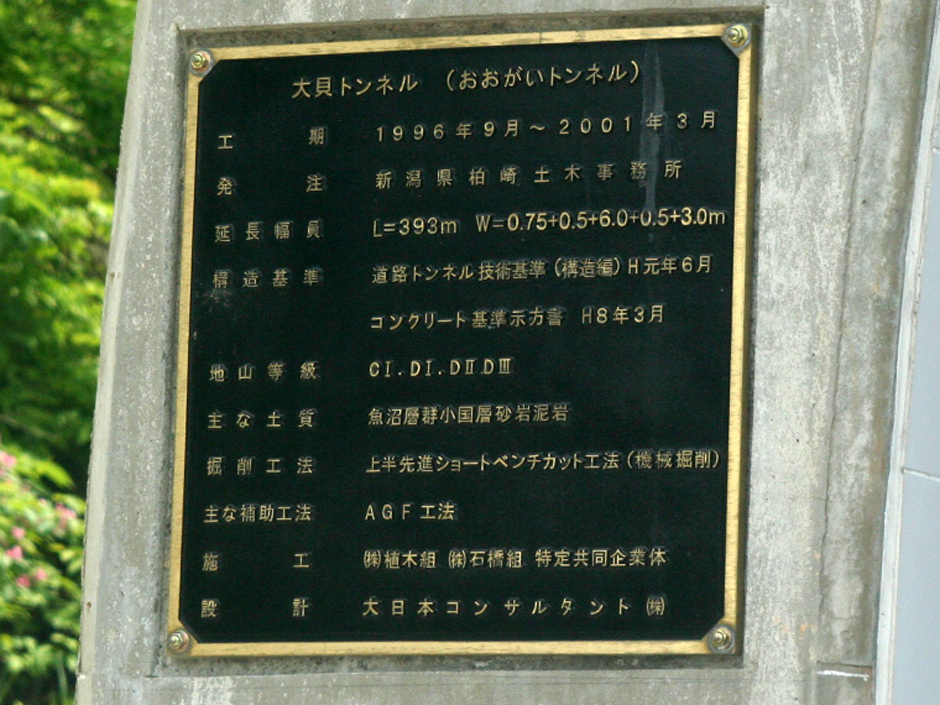 大貝トンネル (おおがいトンネル)
工期 1996年9月～2001年3月
発注 新潟県柏崎土木事務所
延長幅員 L=393m W=0.75+0.5+6.0+0.5+3.0m
構造基準 道路トンネル技術基準(構造編)H元年6月
コンクリート基準示方書 H8年3月
地山等級 CⅠ.DⅠ.DⅡ.DⅢ
主な土質 魚沼層群小国層砂岩泥岩
掘削工法 上半先進ショートベンチカット工法(機械掘削)
主な補助工法 AGF工法
施工 ㈱植木組 ㈱石橋組 特定共同企業体
設計 大日本コンサルタント㈱